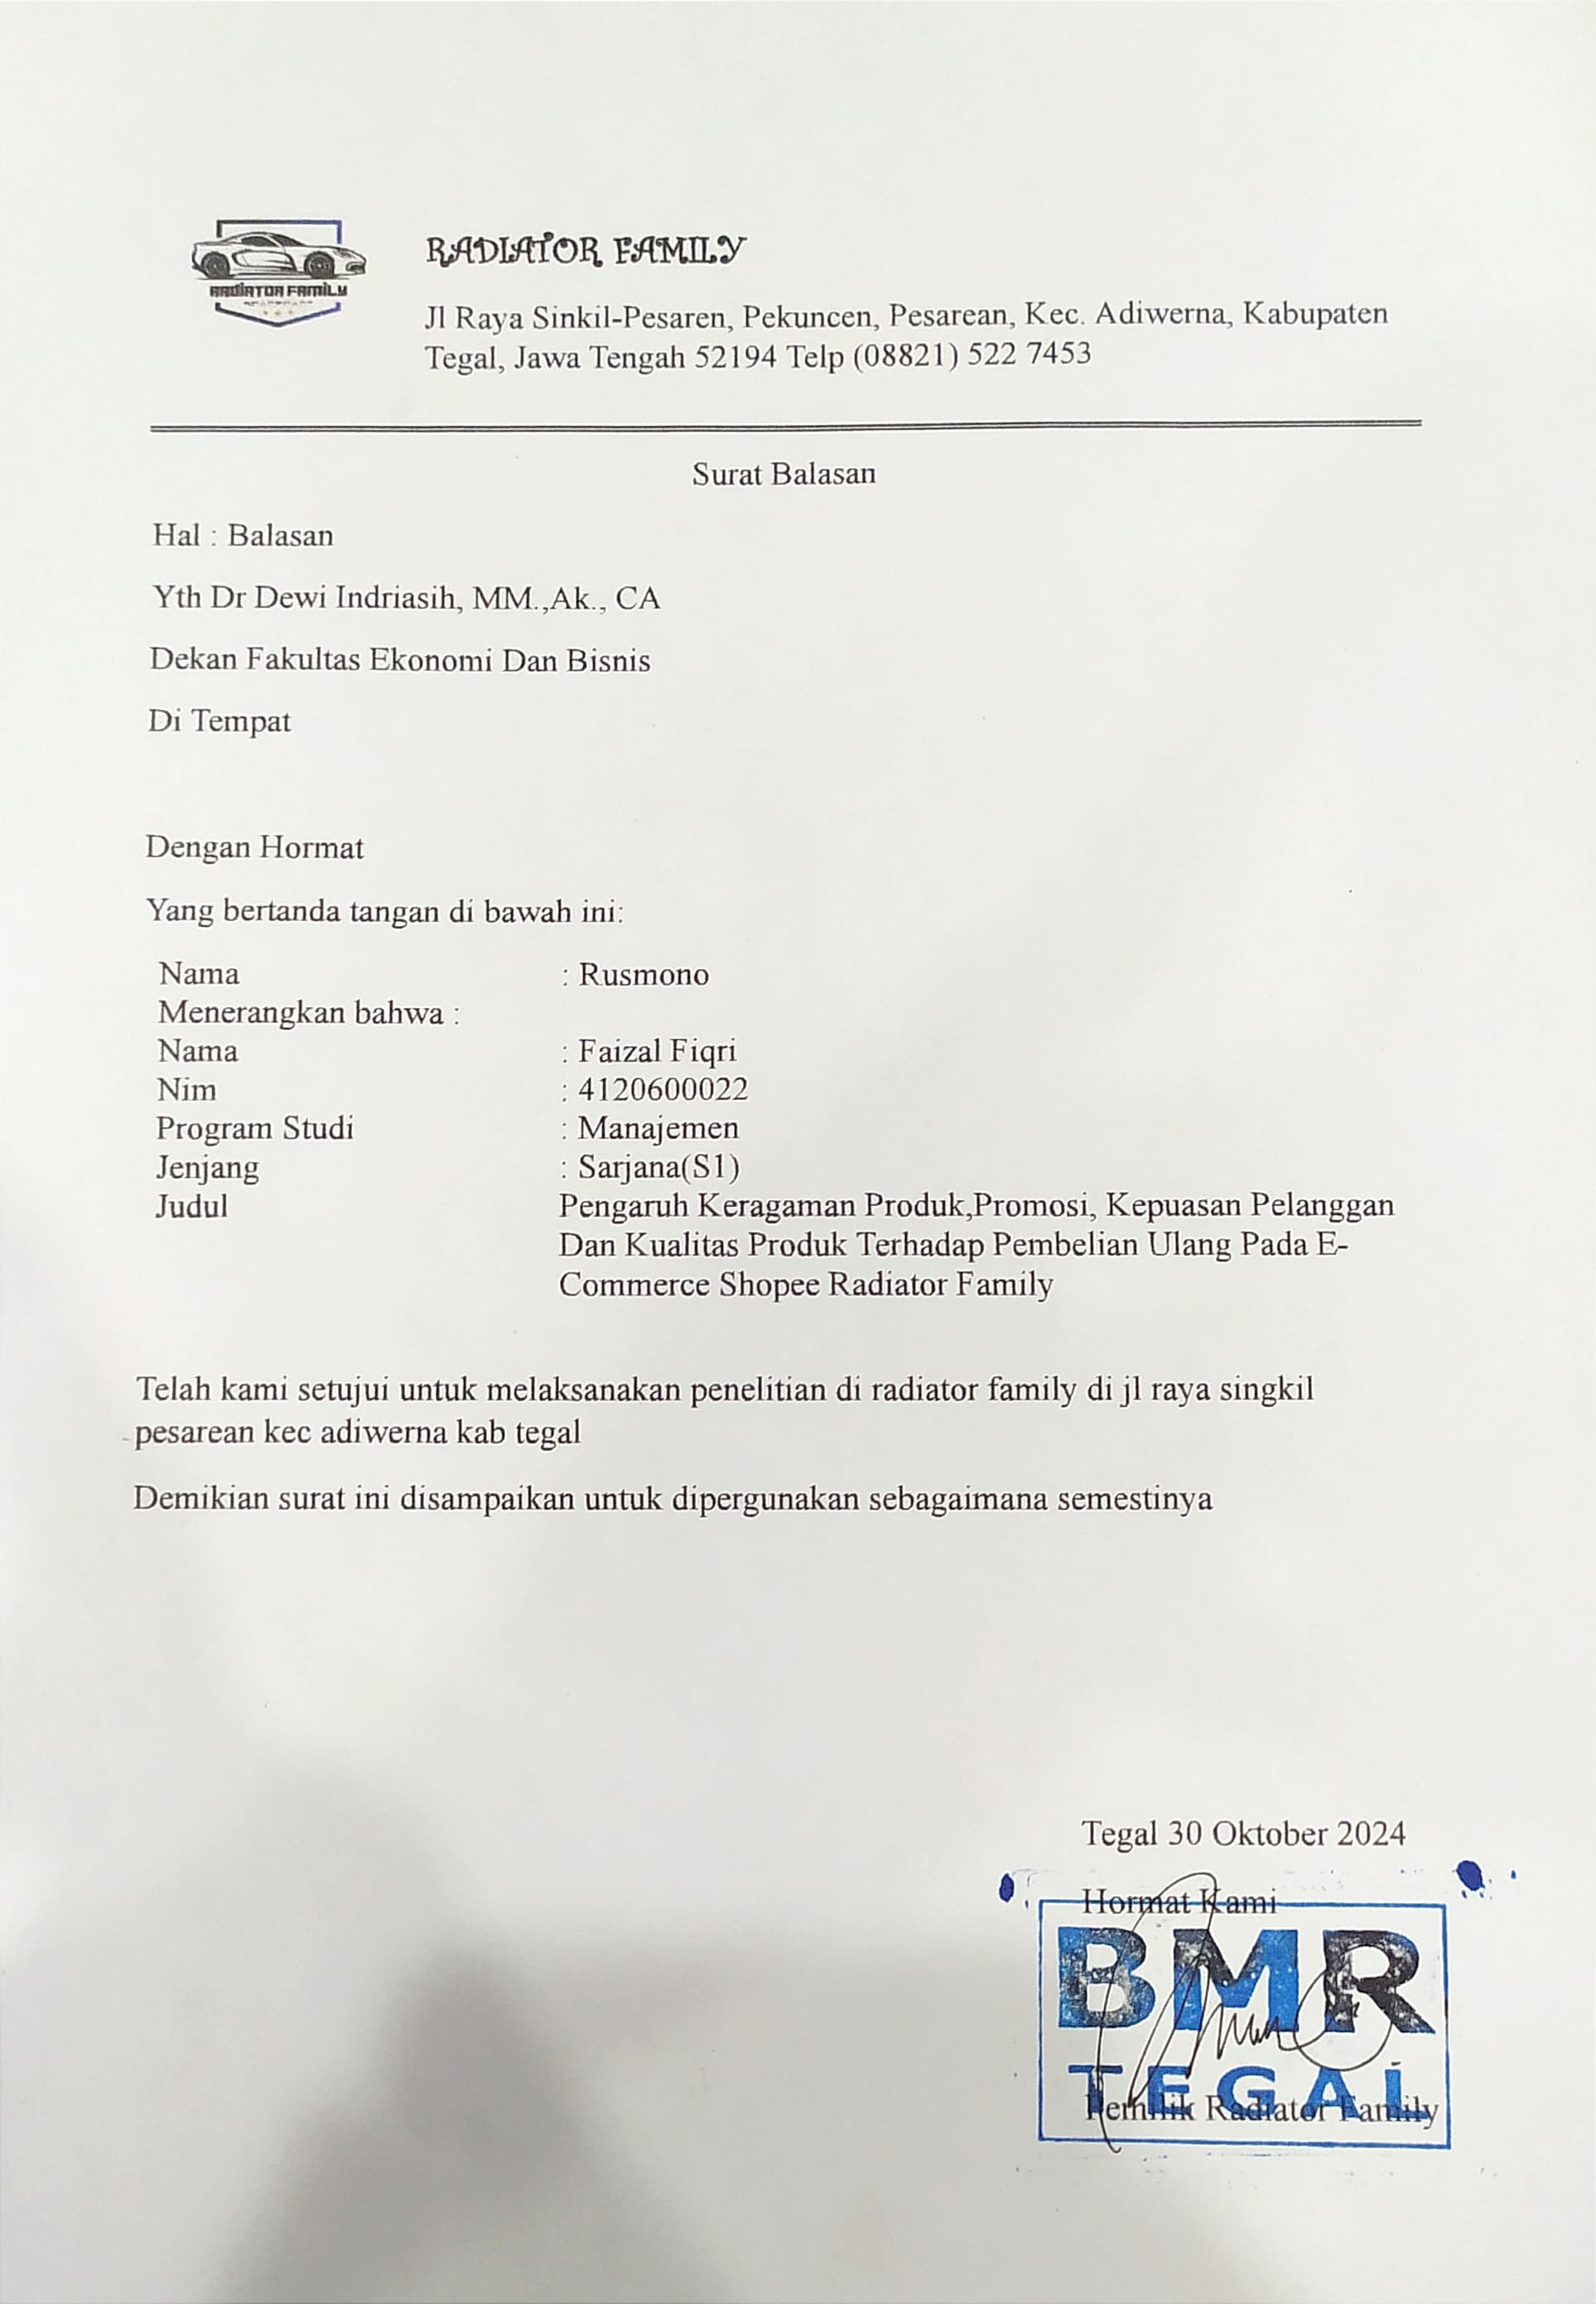 RADIATOR FAMILY
RADIATOR FAMILY
Jl Raya Sinkil-Pesaren, Pekuncen, Pesarean, Kec. Adiwerna, Kabupaten
Tegal, Jawa Tengah 52194 Telp (08821) 522 7453
Surat Balasan
Hal : Balasan
Yth Dr Dewi Indriasih, MM.,Ak., CA
Dekan Fakultas Ekonomi Dan Bisnis
Di Tempat
Dengan Hormat
Yang bertanda tangan di bawah ini:
Nama : Rusmono
Menerangkan bahwa :
Nama : Faizal Fiqri
Nim : 4120600022
Program Studi : Manajemen
Jenjang : Sarjana(S1)
Judul Pengaruh Keragaman Produk,Promosi, Kepuasan Pelanggan
Dan Kualitas Produk Terhadap Pembelian Ulang Pada E-
Commerce Shopee Radiator Family
Telah kami setujui untuk melaksanakan penelitian di radiator family di jl raya singkil
pesarean kec adiwerna kab tegal
Demikian surat ini disampaikan untuk dipergunakan sebagaimana semestinya
Tegal 30 Oktober 2024
Hormat Kami
BMR
TEGAL
Pemilik Radiator Family